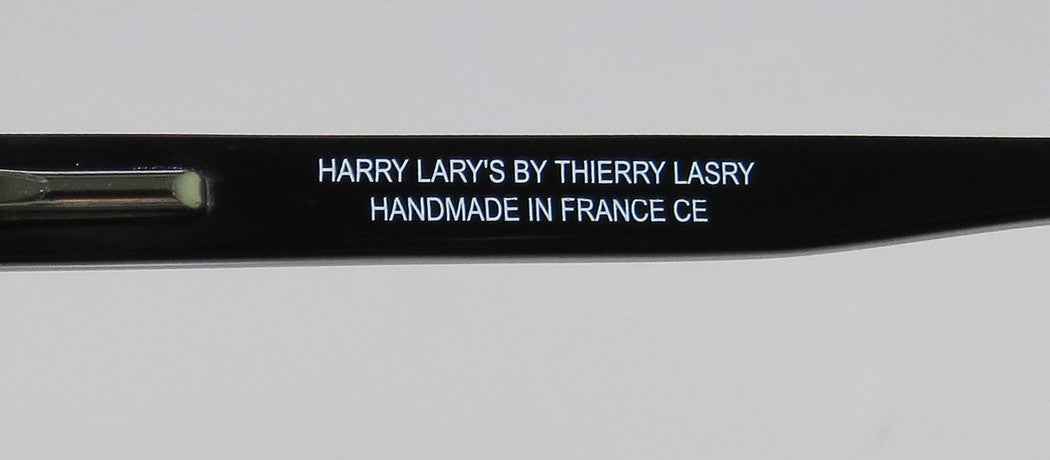 HARRY LARY'S BY THIERRY LASRY
HANDMADE IN FRANCE CE